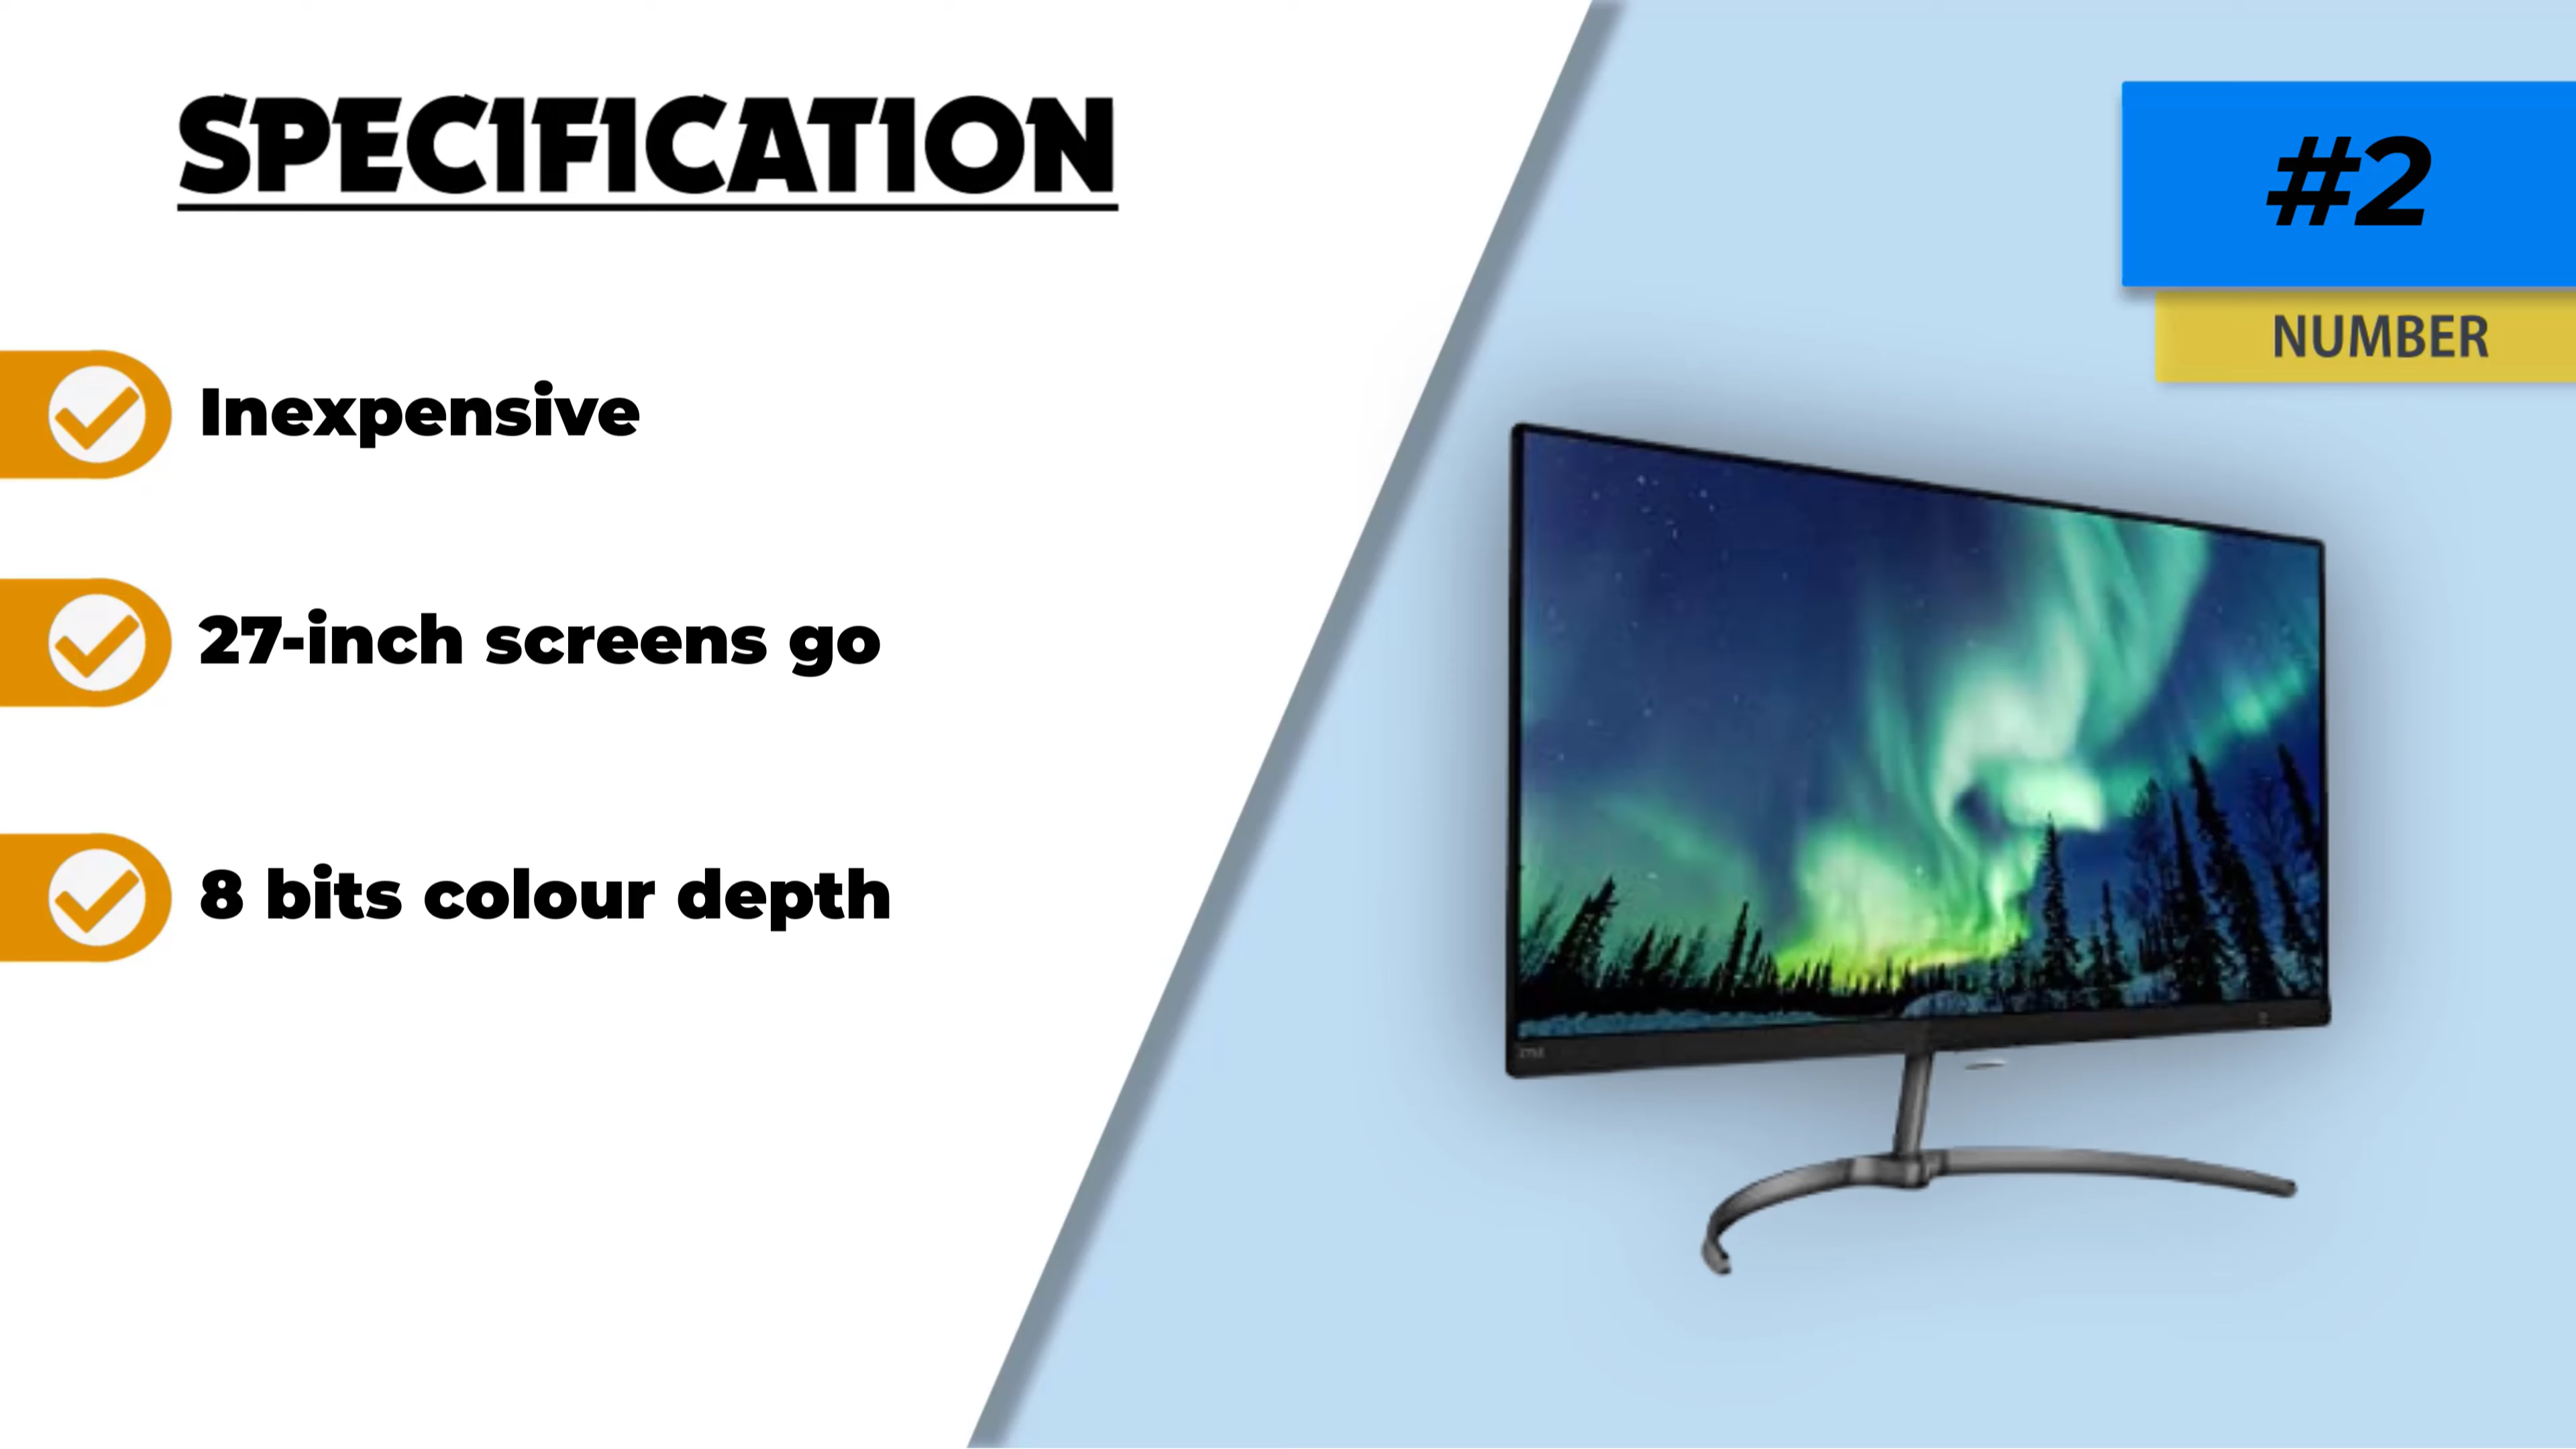 SPECIFICATION
#2
NUMBER
Inexpensive
27-inch screens go
8 bits colour depth